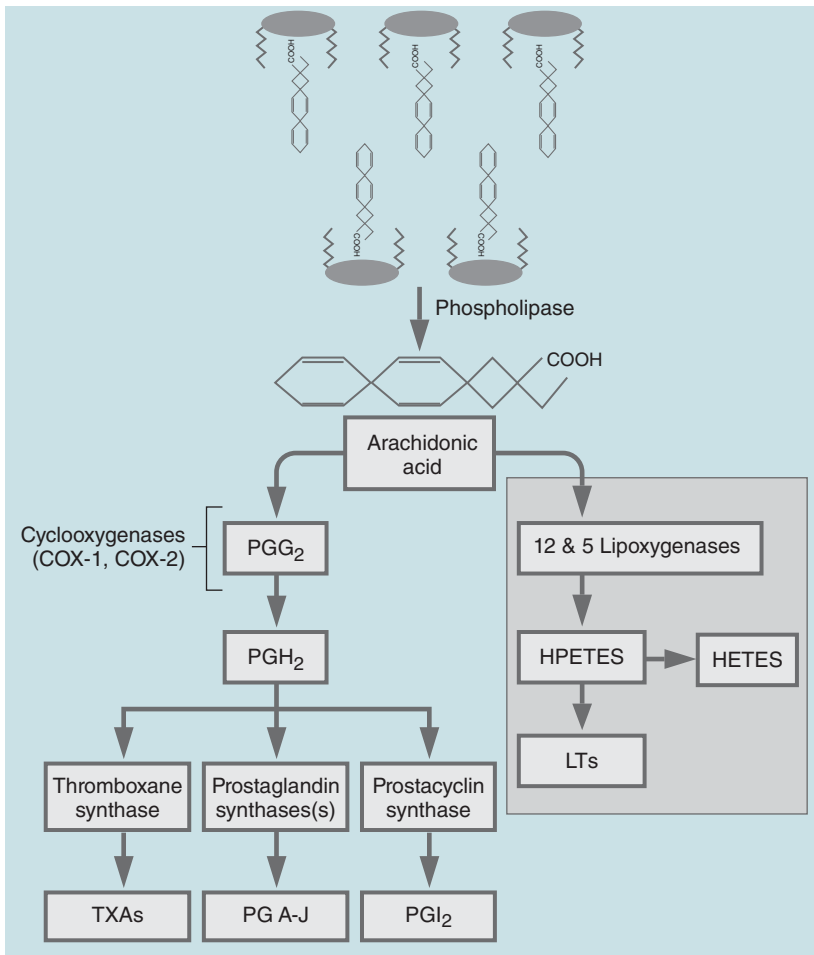 COOH
COOH
COOH
COOH
COOH
Phospholipase
COOH
Arachidonic
acid
Cyclooxygenases
(COX-1, COX-2)
PGG2
12 & 5 Lipoxygenases
PGH2
HPETES
HETES
LTs
Thromboxane
synthase
Prostaglandin
synthases(s)
Prostacyclin
synthase
TXAs
PG A-J
PGI2